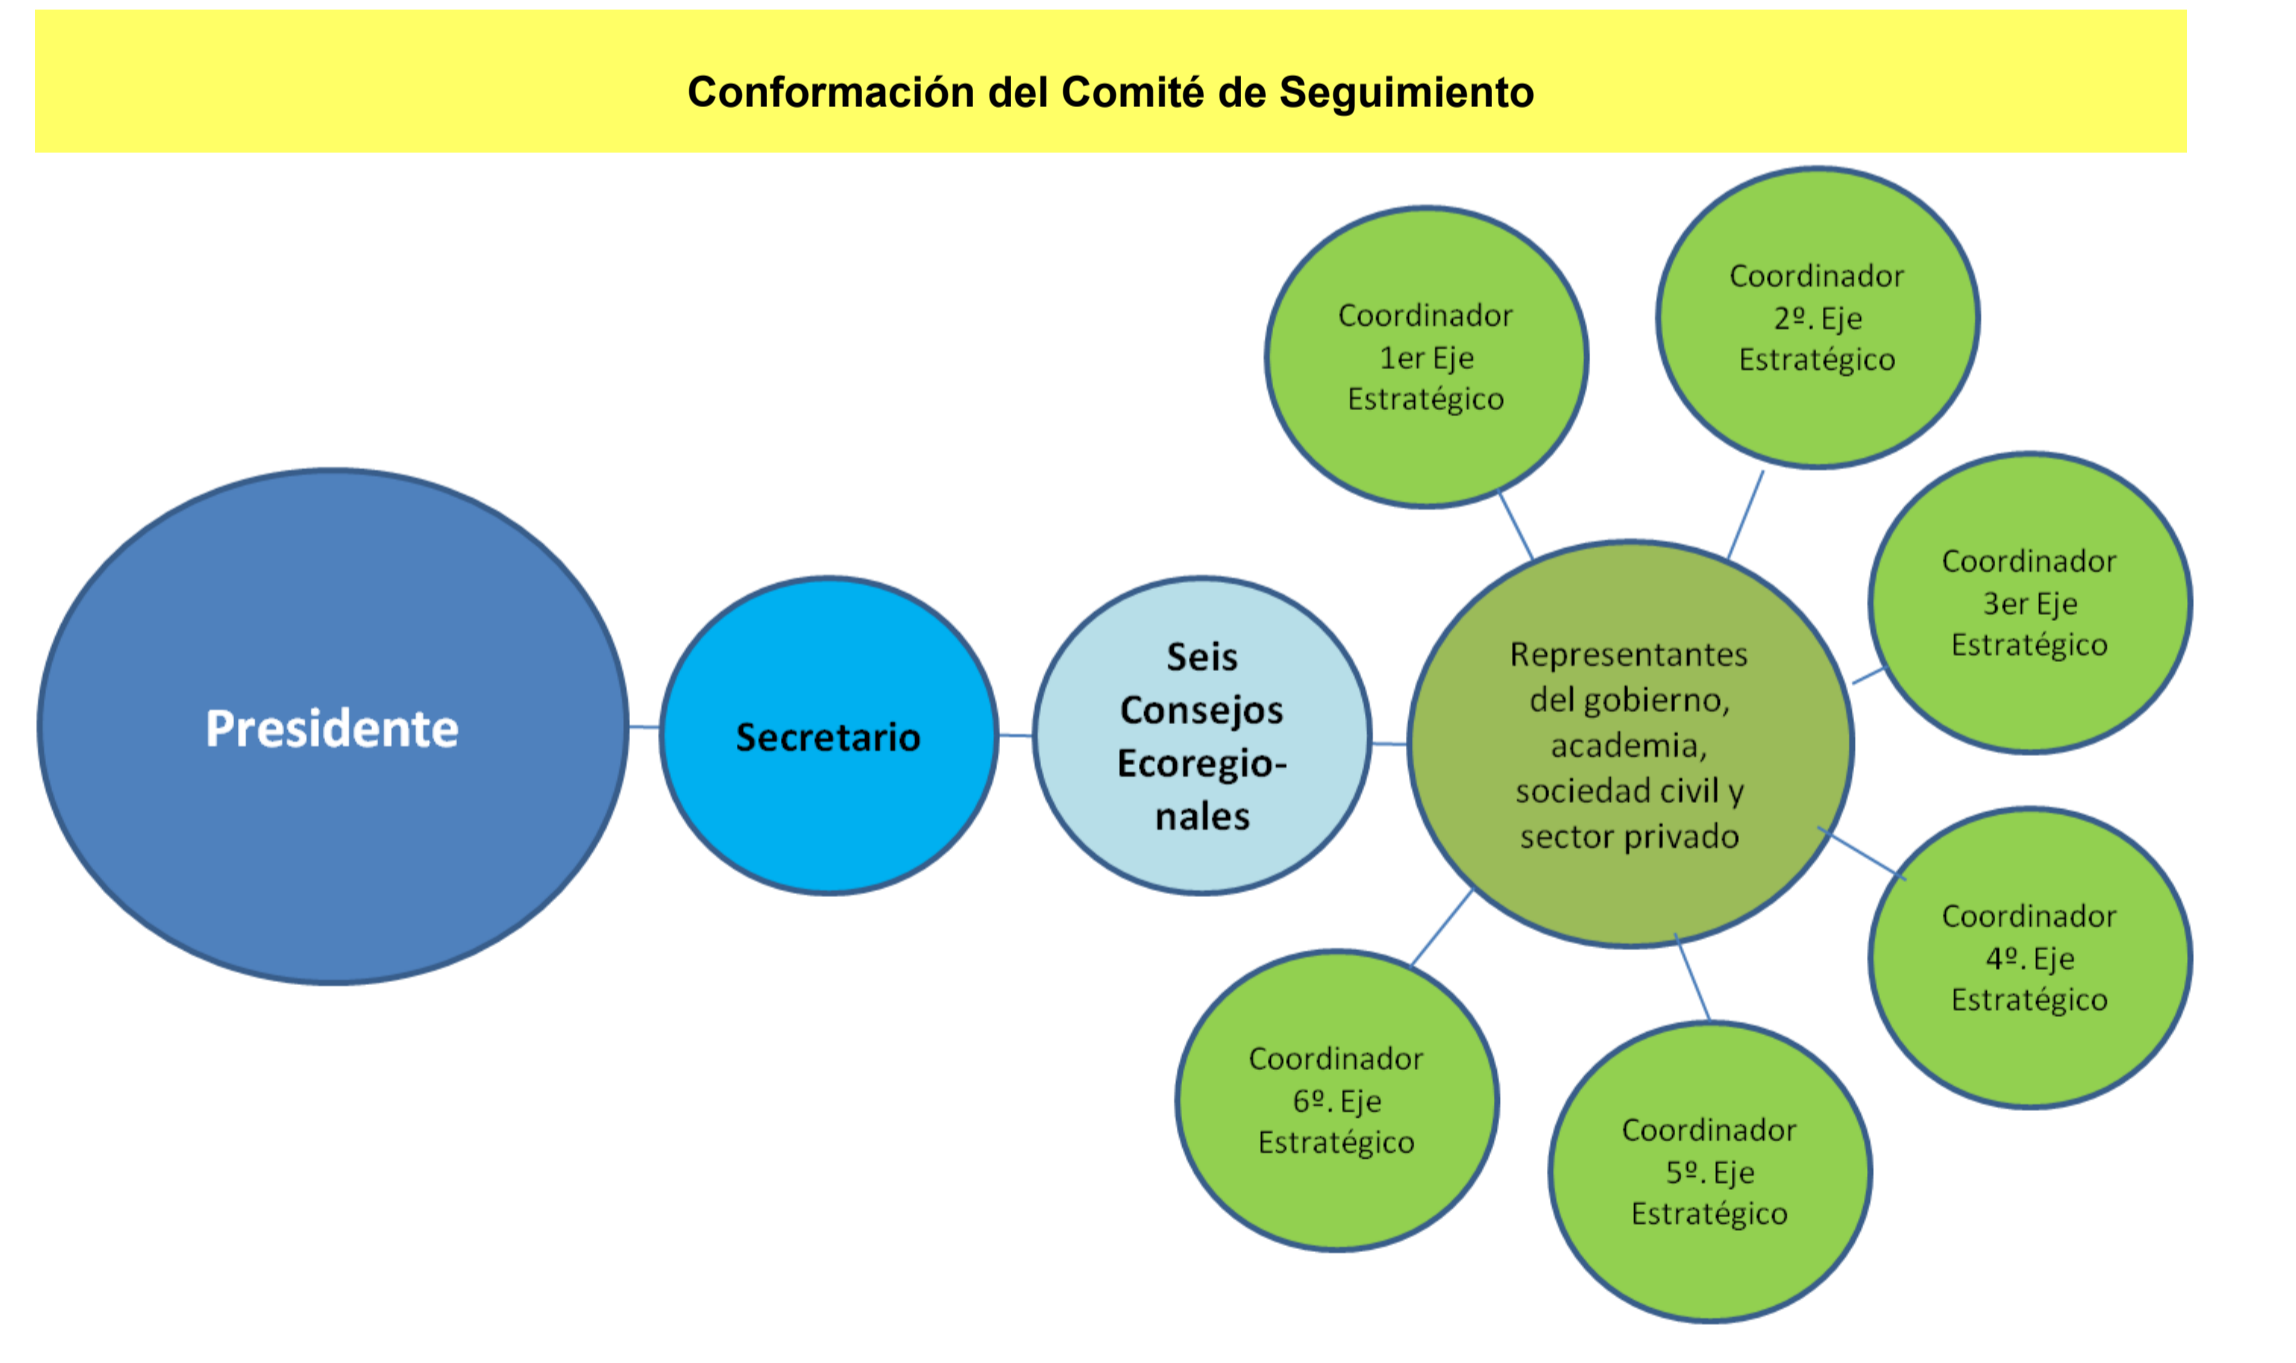 Conformación del Comité de Seguimiento
Presidente
Secretario
Seis
Consejos
Ecoregio-
nales
Representantes
del gobierno,
academia,
sociedad civil y
sector privado
Coordinador
1er Eje
Estratégico
Coordinador
2º. Eje
Estratégico
Coordinador
3er Eje
Estratégico
Coordinador
4º. Eje
Estratégico
Coordinador
5º. Eje
Estratégico
Coordinador
6º. Eje
Estratégico